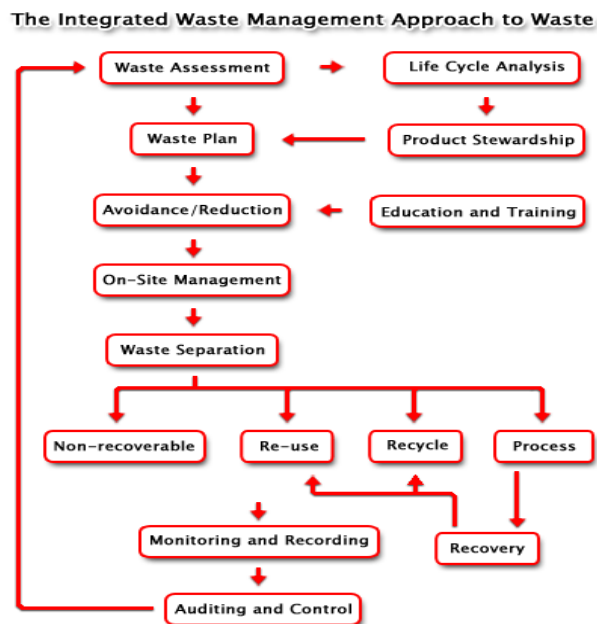 The Integrated Waste Management Approach to Waste
Waste Assessment
Life Cycle Analysis
Waste Plan
Product Stewardship
Avoidance/Reduction
Education and Training
On-Site Management
Waste Separation
Non-recoverable
Re-use
Recycle
Process
Monitoring and Recording
Recovery
Auditing and Control